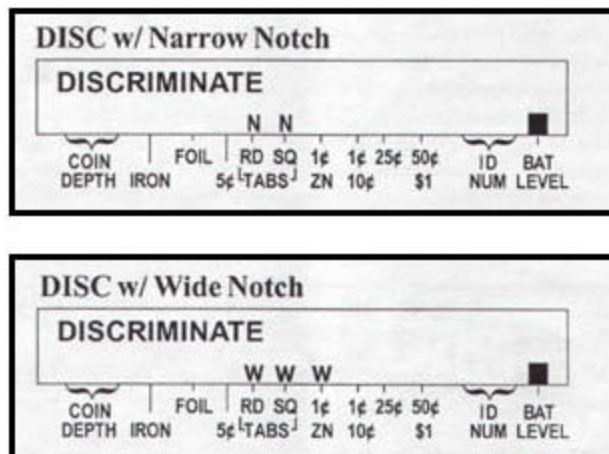 DISC w/ Narrow Notch
DISCRIMINATE
N N
COIN DEPTH IRON FOIL 5¢ RD SQ TABS 1¢ ZN 1¢ 10¢ 25¢ 50¢ $1 ID NUM BAT LEVEL
DISC w/ Wide Notch
DISCRIMINATE
W W W
COIN DEPTH IRON FOIL 5¢ RD SQ TABS 1¢ ZN 1¢ 10¢ 25¢ 50¢ $1 ID NUM BAT LEVEL